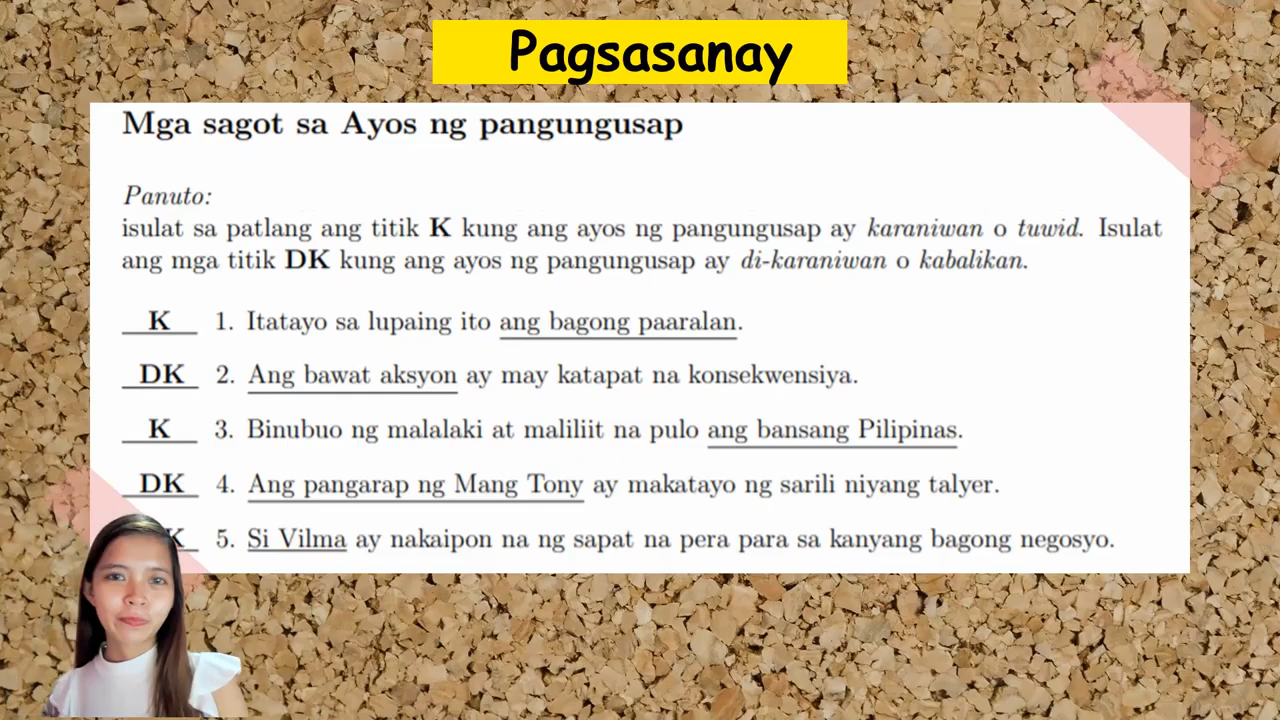 Pagsasanay
Mga sagot sa Ayos ng pangungusap
Panuto:
isulat sa patlang ang titik K kung ang ayos ng pangungusap ay karaniwan o tuwid. Isulat
ang mga titik DK kung ang ayos ng pangungusap ay di-karaniwan o kabalikan.
K 1. Itatayo sa lupaing ito ang bagong paaralan.
DK 2. Ang bawat aksyon ay may katapat na konsekwensiya.
K 3. Binubuo ng malalaki at maliliit na pulo ang bansang Pilipinas.
DK 4. Ang pangarap ng Mang Tony ay makatayo ng sarili niyang talyer.
5. Si Vilma ay nakaipon na ng sapat na pera para sa kanyang bagong negosyo.